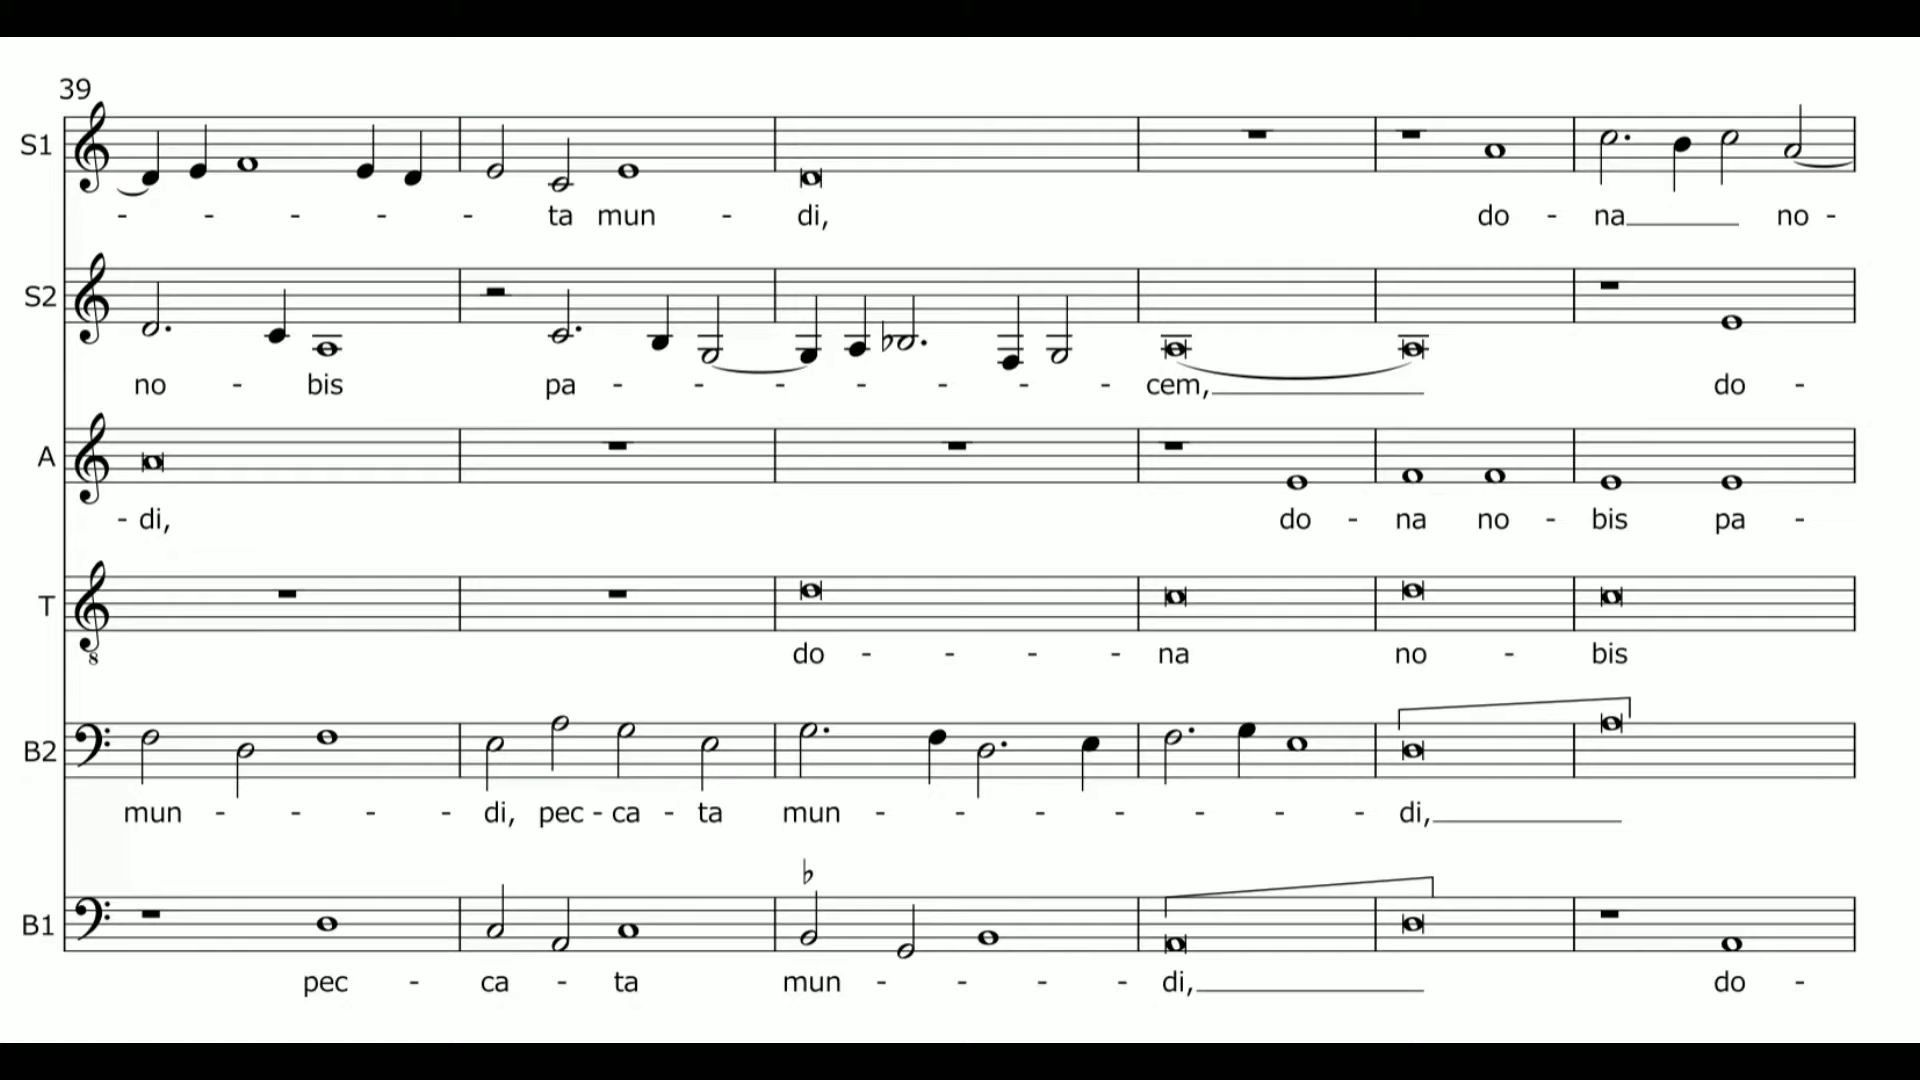 39
S1
- - - - - ta mun - di, do - na no -
S2
no - bis pa - - - - - - - cem, do -
A
- di, do - na no - bis pa -
T
8
do - - - - na no - bis
B2
mun - - - - di, pec - ca - ta mun - - - - - - - di,
B1
pec - ca - ta mun - - - - di, do -